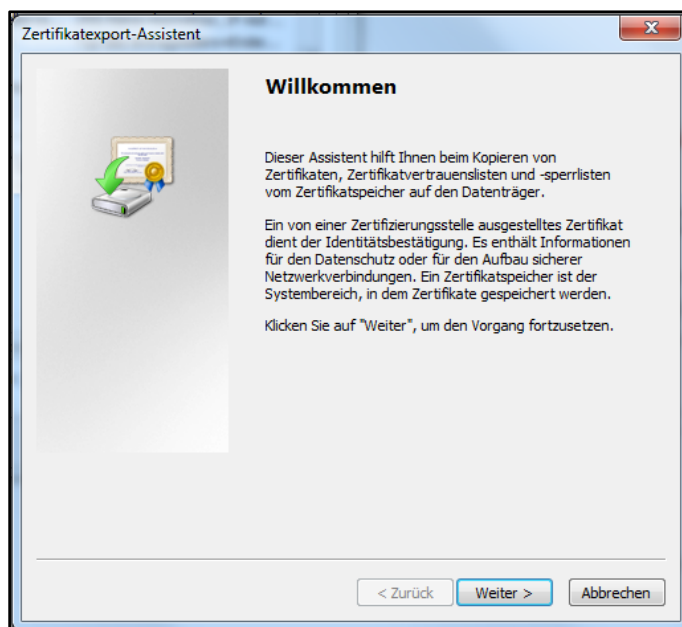 Zertifikatexport-Assistent
Willkommen
Dieser Assistent hilft Ihnen beim Kopieren von
Zertifikaten, Zertifikatvertrauenslisten und -sperrlisten
vom Zertifikatspeicher auf den Datenträger.
Ein von einer Zertifizierungsstelle ausgestelltes Zertifikat
dient der Identitätsbestätigung. Es enthält Informationen
für den Datenschutz oder für den Aufbau sicherer
Netzwerkverbindungen. Ein Zertifikatspeicher ist der
Systembereich, in dem Zertifikate gespeichert werden.
Klicken Sie auf "Weiter", um den Vorgang fortzusetzen.
< Zurück Weiter > Abbrechen